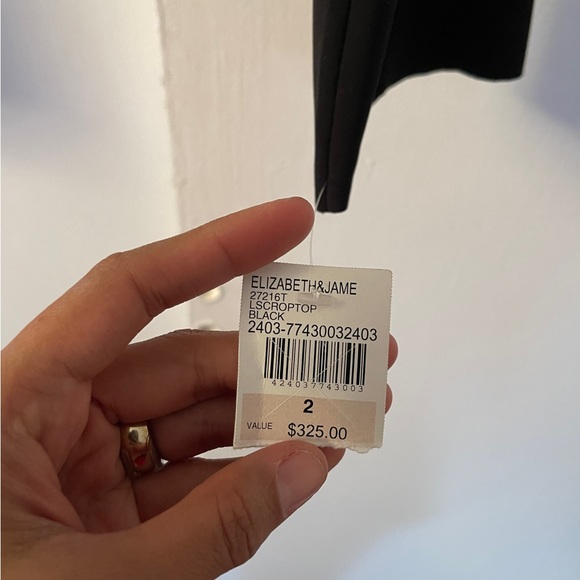 ELIZABETH&JAME
27216T
LSCROPTOP
BLACK
2403-77430032403
424037743003
2
VALUE $325.00